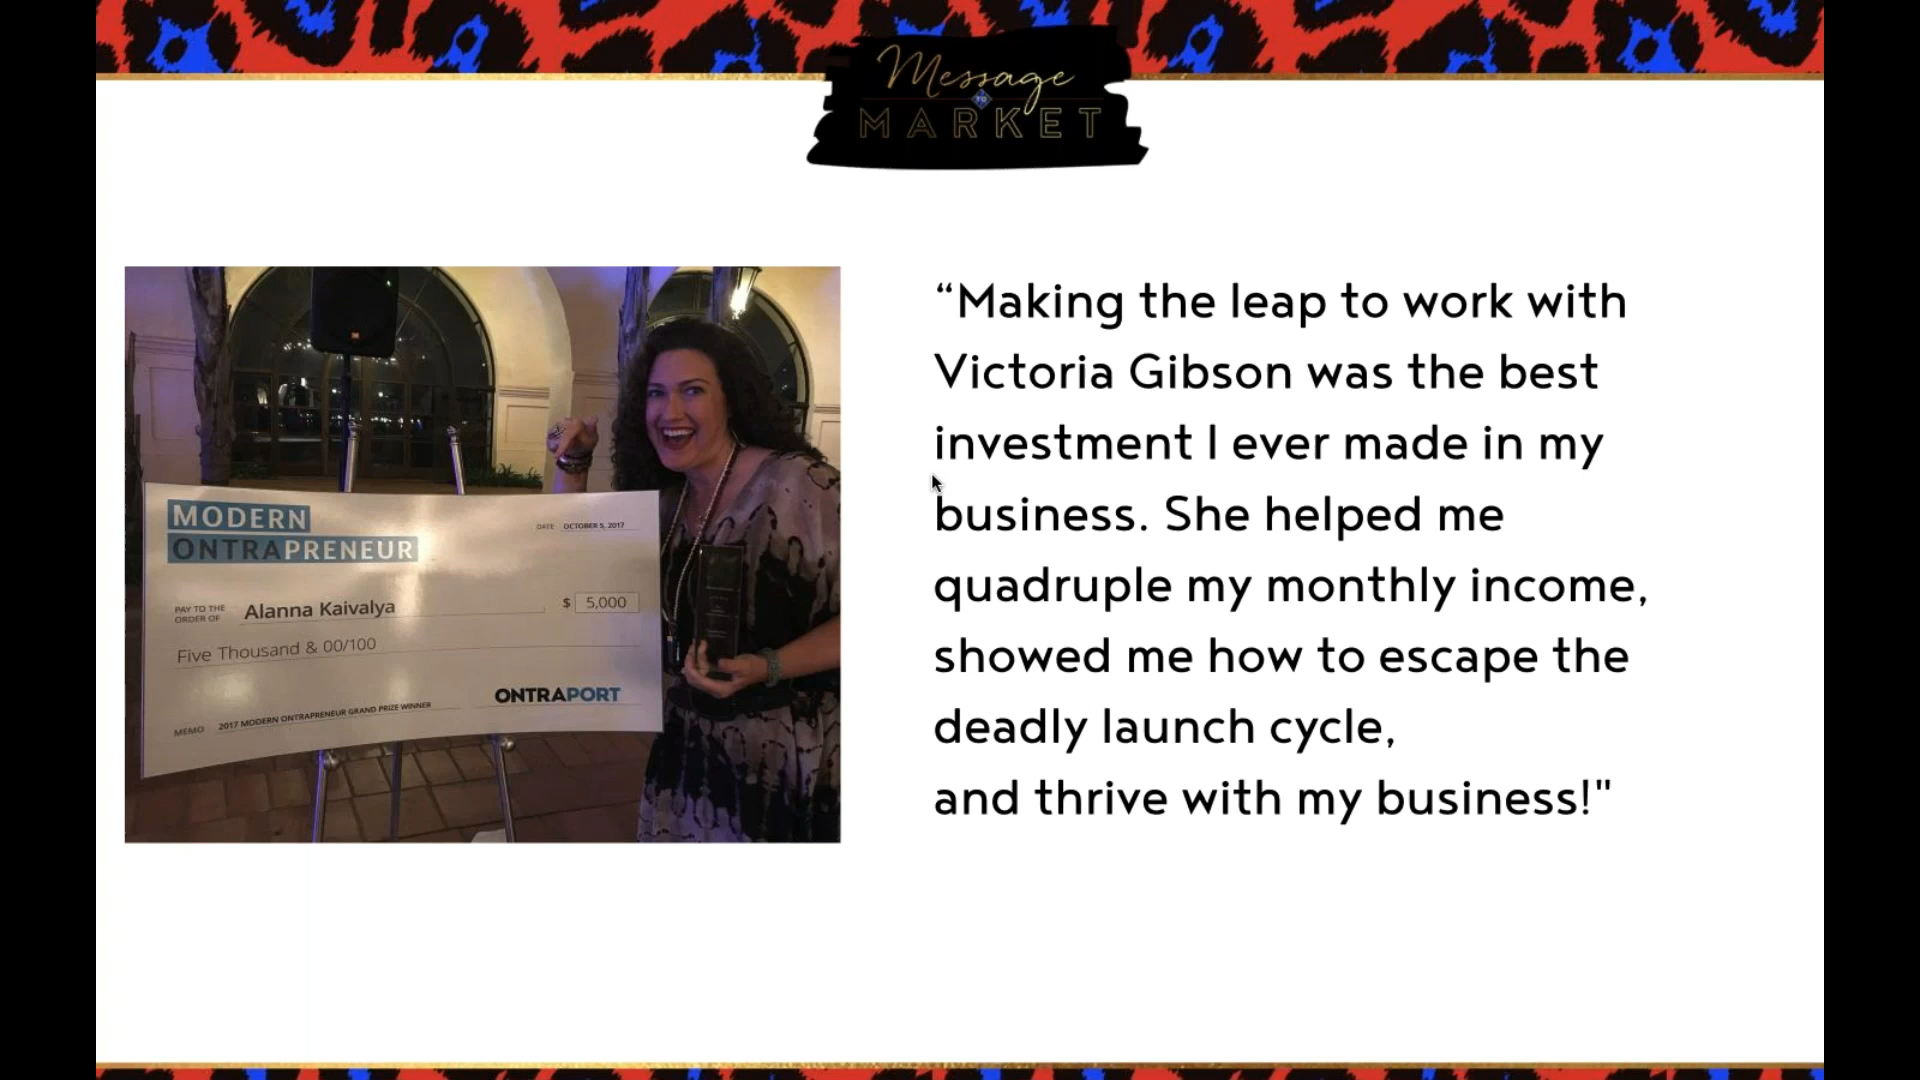 Message
TO
MARKET
MODERN
ONTRAPRENEUR
DATE OCTOBER 5, 2017
PAY TO THE
ORDER OF Alanna Kaivalya $ 5,000
Five Thousand & 00/100
ONTRAPORT
MEMO 2017 MODERN ONTRAPRENEUR GRAND PRIZE WINNER
“Making the leap to work with
Victoria Gibson was the best
investment I ever made in my
business. She helped me
quadruple my monthly income,
showed me how to escape the
deadly launch cycle,
and thrive with my business!"